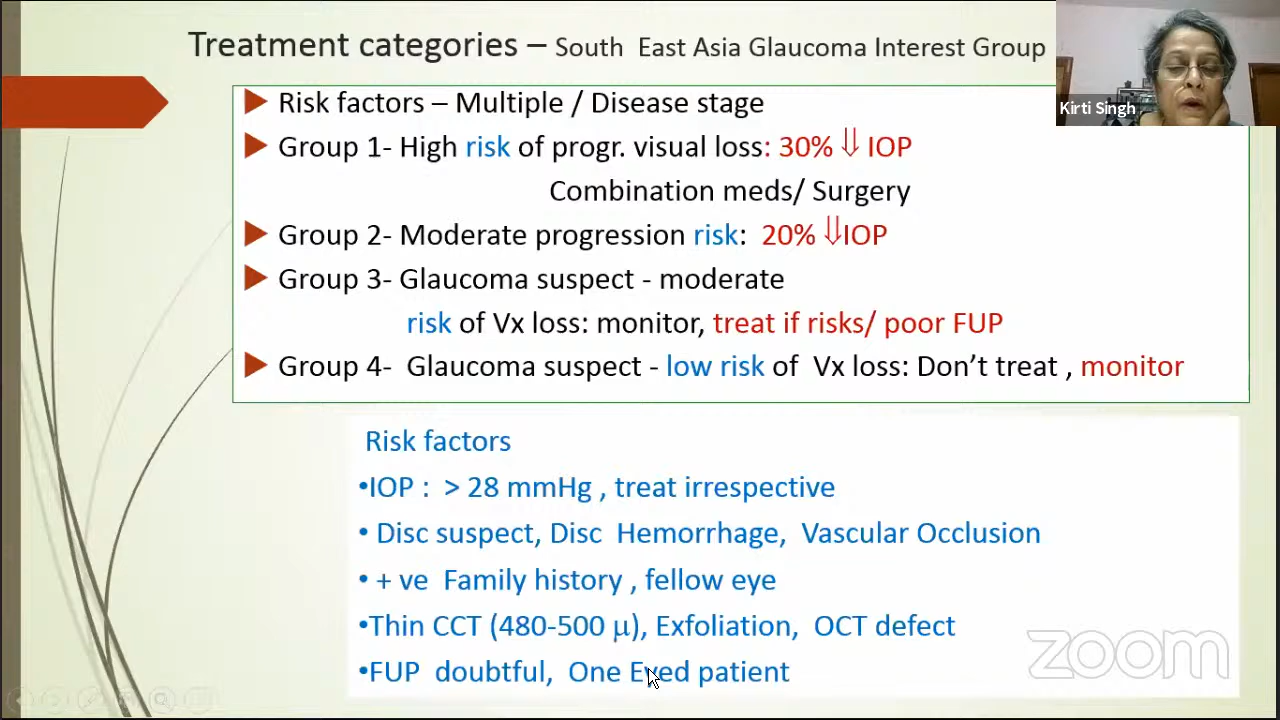 Treatment categories – South East Asia Glaucoma Interest Group
Kirti Singh
Risk factors – Multiple / Disease stage
Group 1- High risk of progr. visual loss: 30% ⇓ IOP
Combination meds/ Surgery
Group 2- Moderate progression risk: 20% ⇓IOP
Group 3- Glaucoma suspect - moderate
risk of Vx loss: monitor, treat if risks/ poor FUP
Group 4- Glaucoma suspect - low risk of Vx loss: Don’t treat , monitor
Risk factors
•IOP : > 28 mmHg , treat irrespective
• Disc suspect, Disc Hemorrhage, Vascular Occlusion
• + ve Family history , fellow eye
•Thin CCT (480-500 µ), Exfoliation, OCT defect
•FUP doubtful, One Eyed patient
zoom